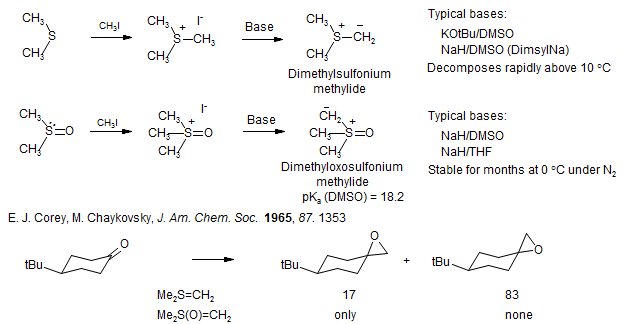 CH3 S CH3 CH3I CH3 + I- S–CH3 CH3 Base CH3 + – S–CH2 CH3 Typical bases:
KOtBu/DMSO
NaH/DMSO (DimsylNa)
Dimethylsulfonium
methylide
Decomposes rapidly above 10 °C
CH3 S=O CH3 CH3I CH3 + I- CH3–S=O CH3 Base –CH2 + CH3–S=O CH3 Typical bases:
NaH/DMSO
NaH/THF
Dimethyloxosulfonium
methylide
Stable for months at 0 °C under N2
pKa (DMSO) = 18.2
E. J. Corey, M. Chaykovsky, J. Am. Chem. Soc. 1965, 87. 1353
tBu O tBu O + tBu O
Me2S=CH2 17 83
Me2S(O)=CH2 only none